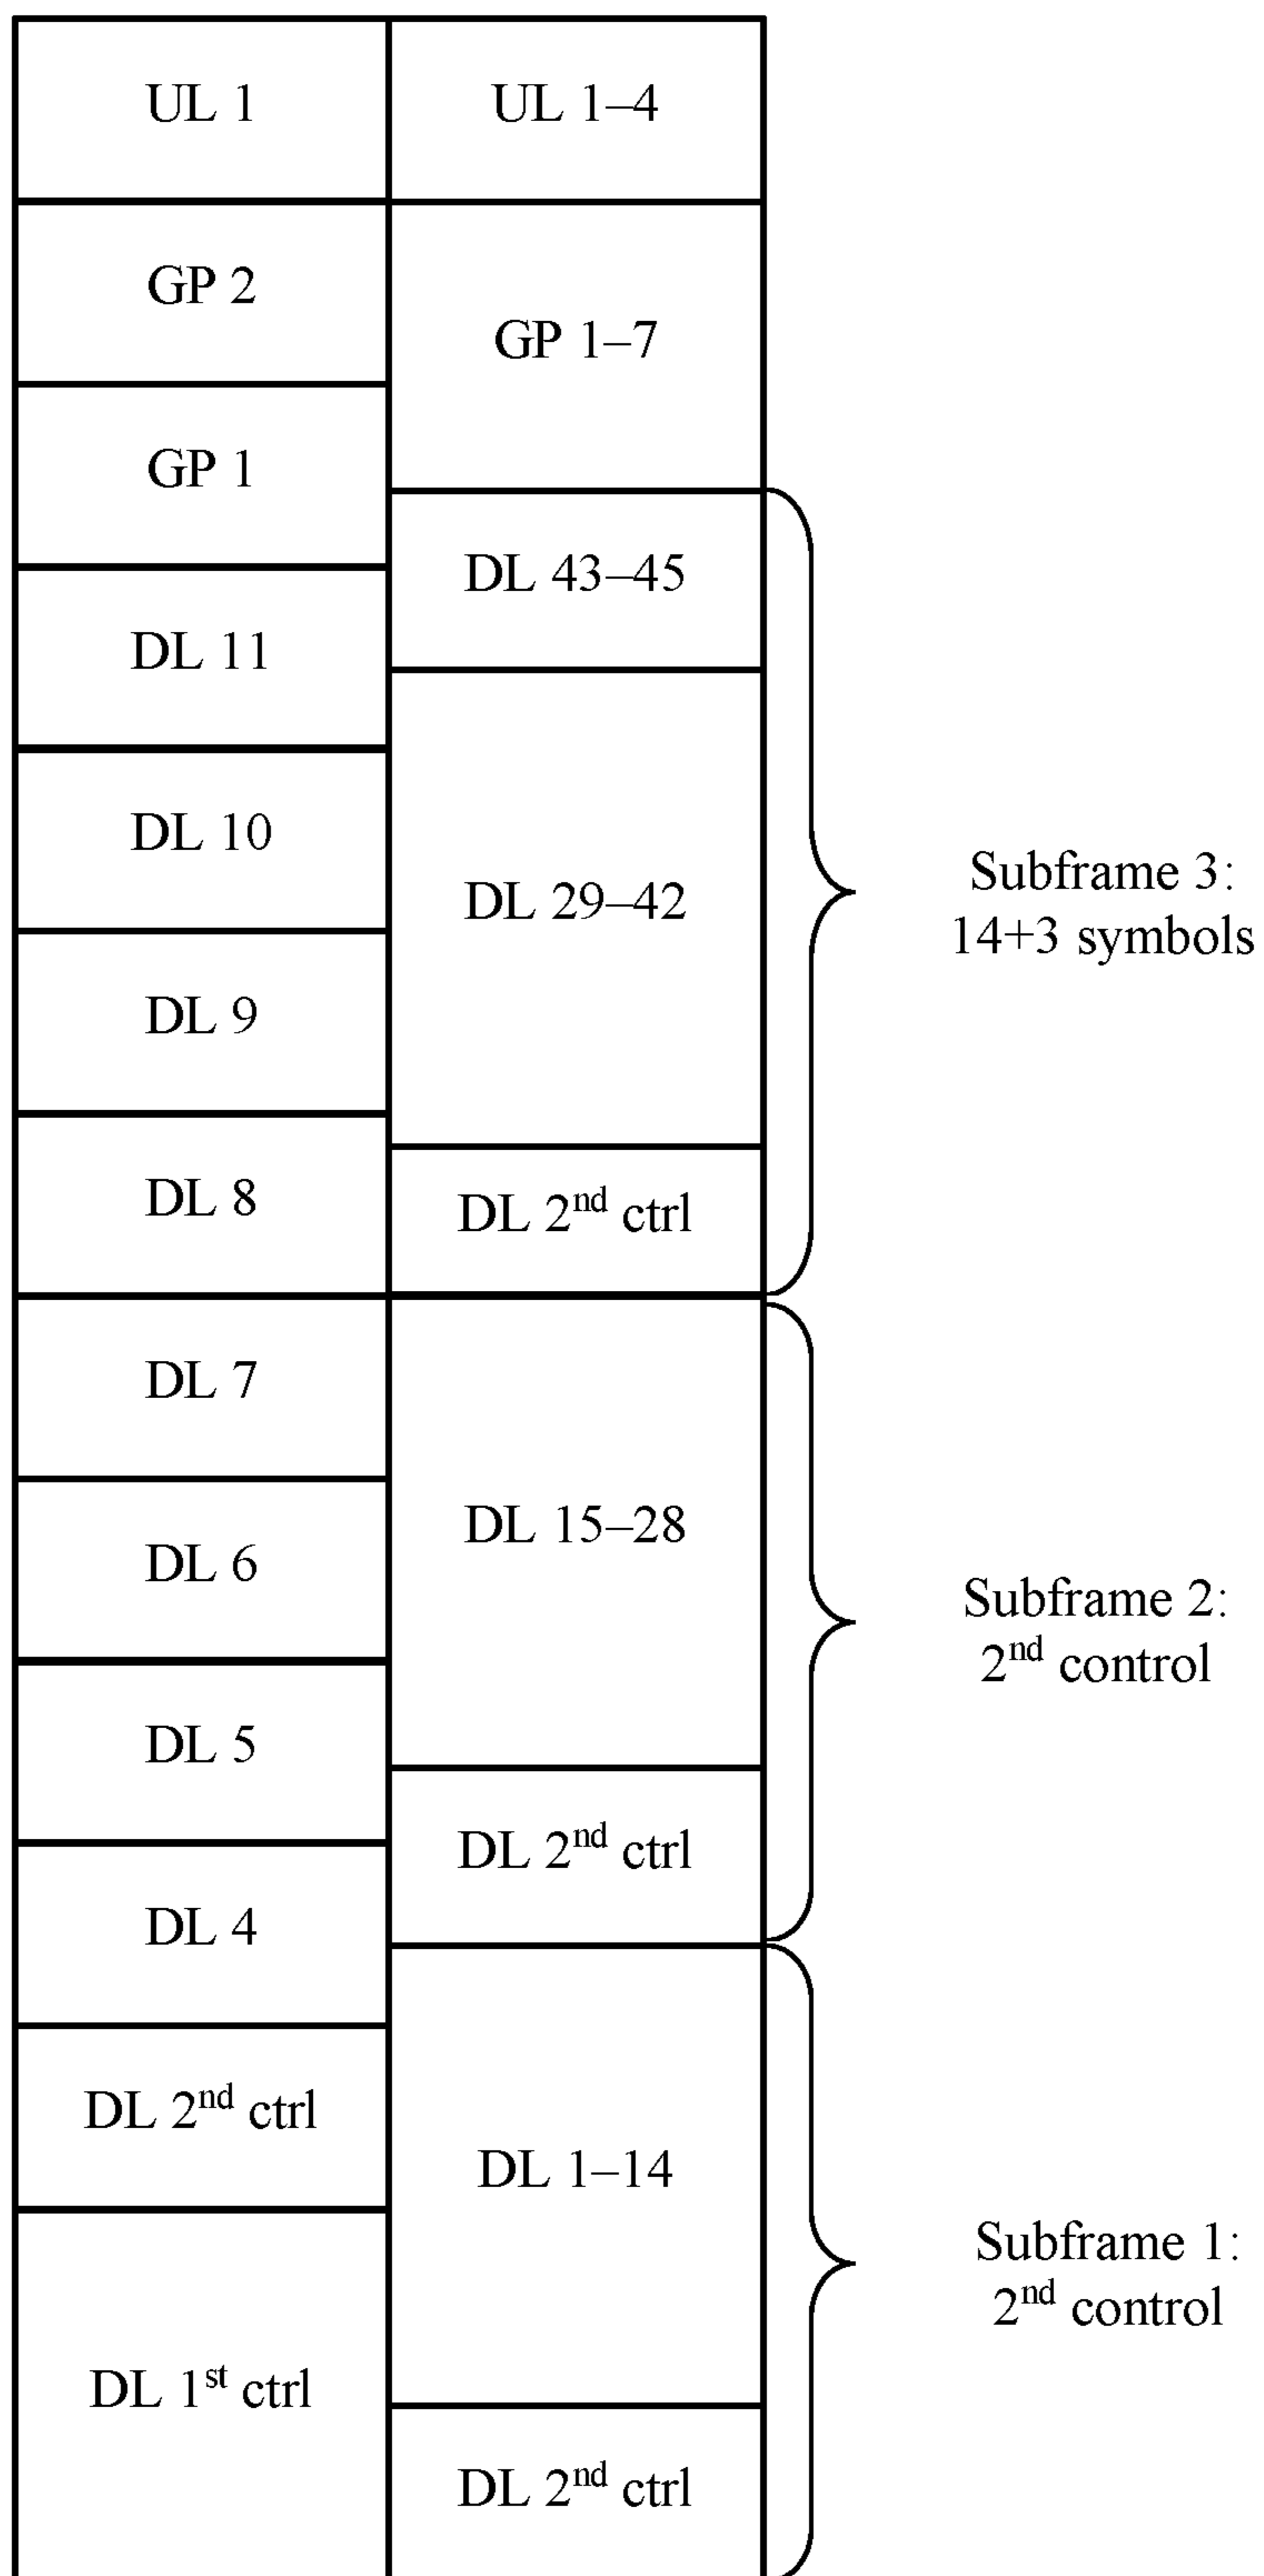 UL 1
GP 2
GP 1
DL 11
DL 10
DL 9
DL 8
DL 7
DL 6
DL 5
DL 4
DL 2nd ctrl
DL 1st ctrl
UL 1–4
GP 1–7
DL 43–45
DL 29–42
DL 2nd ctrl
DL 15–28
DL 2nd ctrl
DL 1–14
DL 2nd ctrl
Subframe 3:
14+3 symbols
Subframe 2:
2nd control
Subframe 1:
2nd control